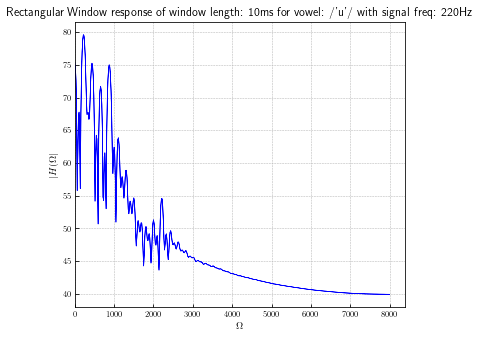 Rectangular Window response of window length: 10ms for vowel: /'u'/ with signal freq: 220Hz
80
75
70
65
60
55
50
45
40
|H(Ω|
0 1000 2000 3000 4000 5000 6000 7000 8000
Ω